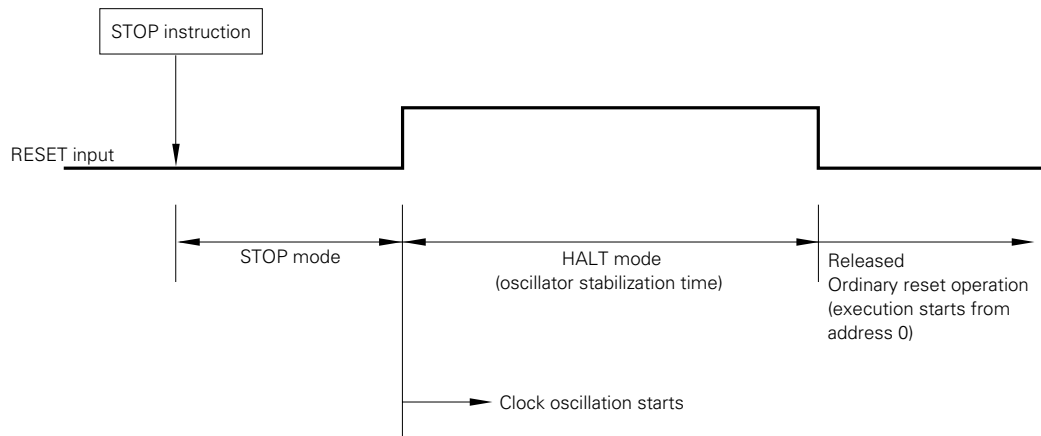 STOP instruction
RESET input
STOP mode
HALT mode
(oscillator stabilization time)
Released
Ordinary reset operation
(execution starts from
address 0)
Clock oscillation starts